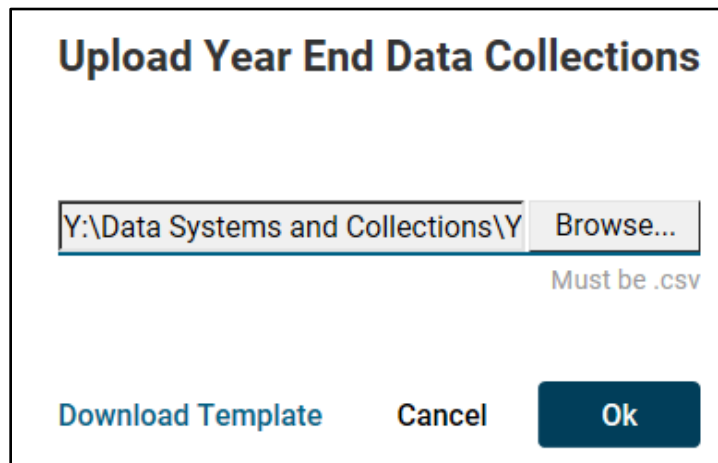 Upload Year End Data Collections
Y:\Data Systems and Collections\Y Browse...
Must be .csv
Download Template Cancel Ok